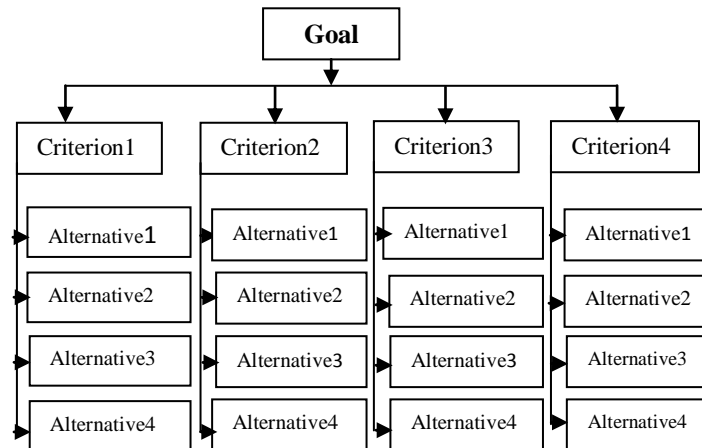 Goal
Criterion1
Criterion2
Criterion3
Criterion4
Alternative1
Alternative1
Alternative1
Alternative1
Alternative2
Alternative2
Alternative2
Alternative2
Alternative3
Alternative3
Alternative3
Alternative3
Alternative4
Alternative4
Alternative4
Alternative4